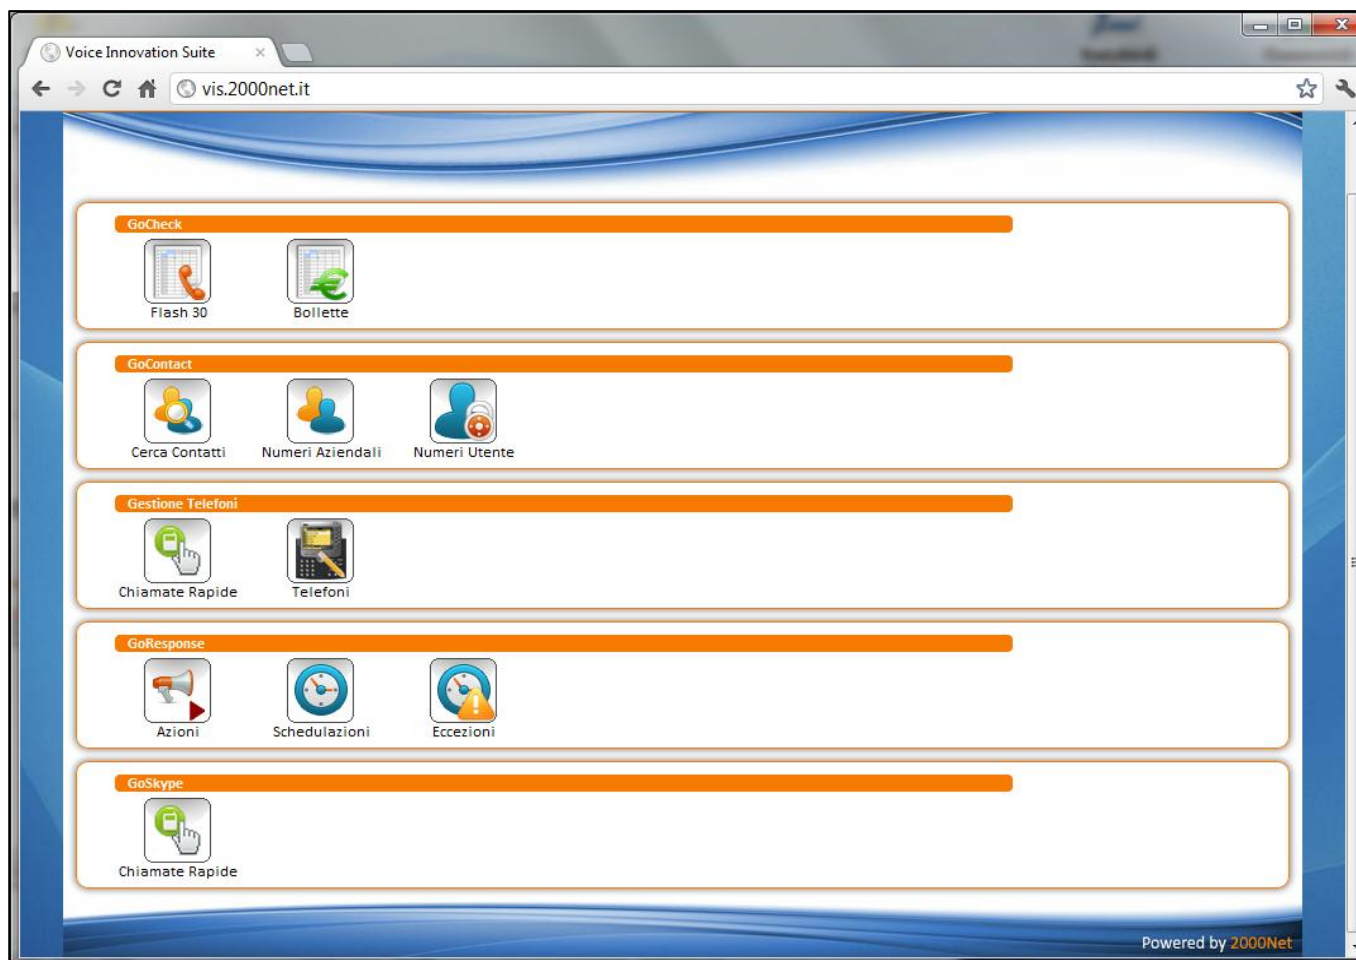 Voice Innovation Suite
vis.2000net.it
GoCheck
Flash 30 Bollette
GoContact
Cerca Contatti Numeri Aziendali Numeri Utente
Gestione Telefoni
Chiamate Rapide Telefoni
GoResponse
Azioni Schedulazioni Eccezioni
GoSkype
Chiamate Rapide
Powered by 2000Net